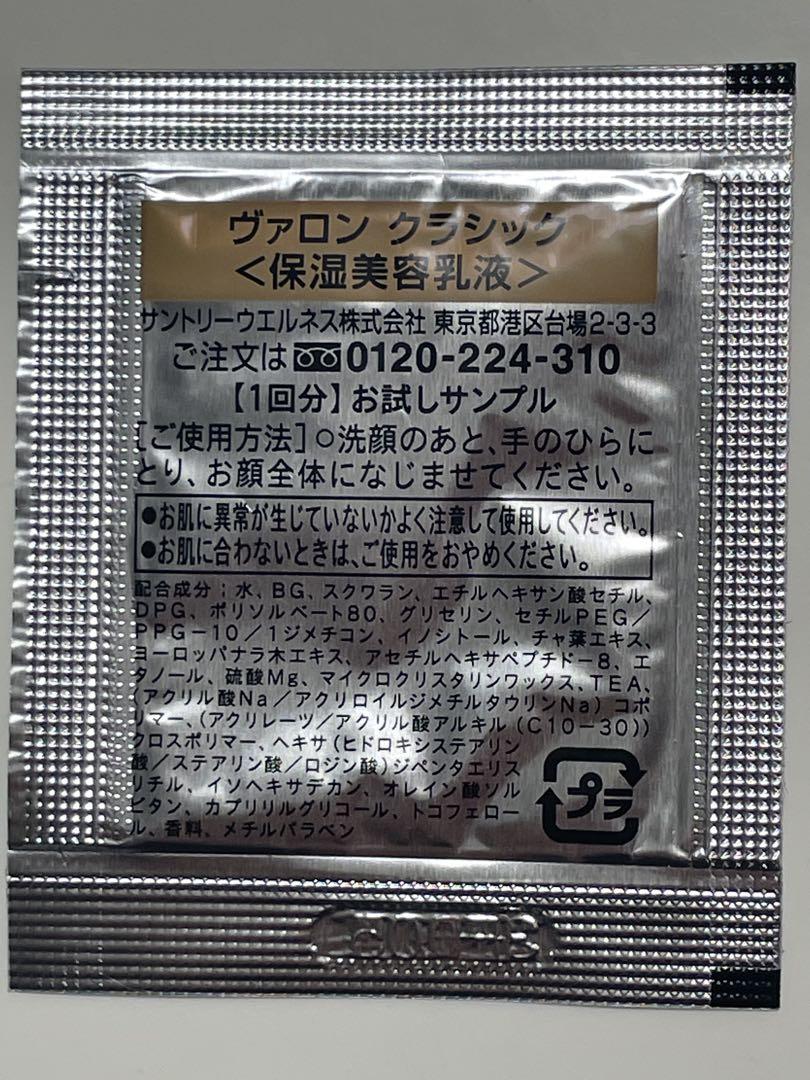 ヴァロン クラシック
<保湿美容乳液>
サントリーウエルネス株式会社 東京都港区台場2-3-3
ご注文は 0120-224-310
【1回分】お試しサンプル
[ご使用方法]○洗顔のあと、手のひらに
とり、お顔全体になじませてください。
●お肌に異常が生じていないかよく注意して使用してください。
●お肌に合わないときは、ご使用をおやめください。
配合成分：水、BG、スクワラン、エチルヘキサン酸セチル、
DPG、ポリソルベート80、グリセリン、セチルPEG／
PPG－10／1ジメチコン、イノシトール、チャ葉エキス、
ヨーロッパナラ木エキス、アセチルヘキサペプチド－8、エ
タノール、硫酸Mg、マイクロクリスタリンワックス、TEA、
(アクリル酸Na／アクリロイルジメチルタウリンNa) コポ
リマー、(アクリレーツ／アクリル酸アルキル (C10－30))
クロスポリマー、ヘキサ (ヒドロキシステアリン
酸／ステアリン酸／ロジン酸) ジペンタエリス
リチル、イソヘキサデカン、オレイン酸ソル
ビタン、カプリリルグリコール、トコフェロー
ル、香料、メチルパラベン
プラ